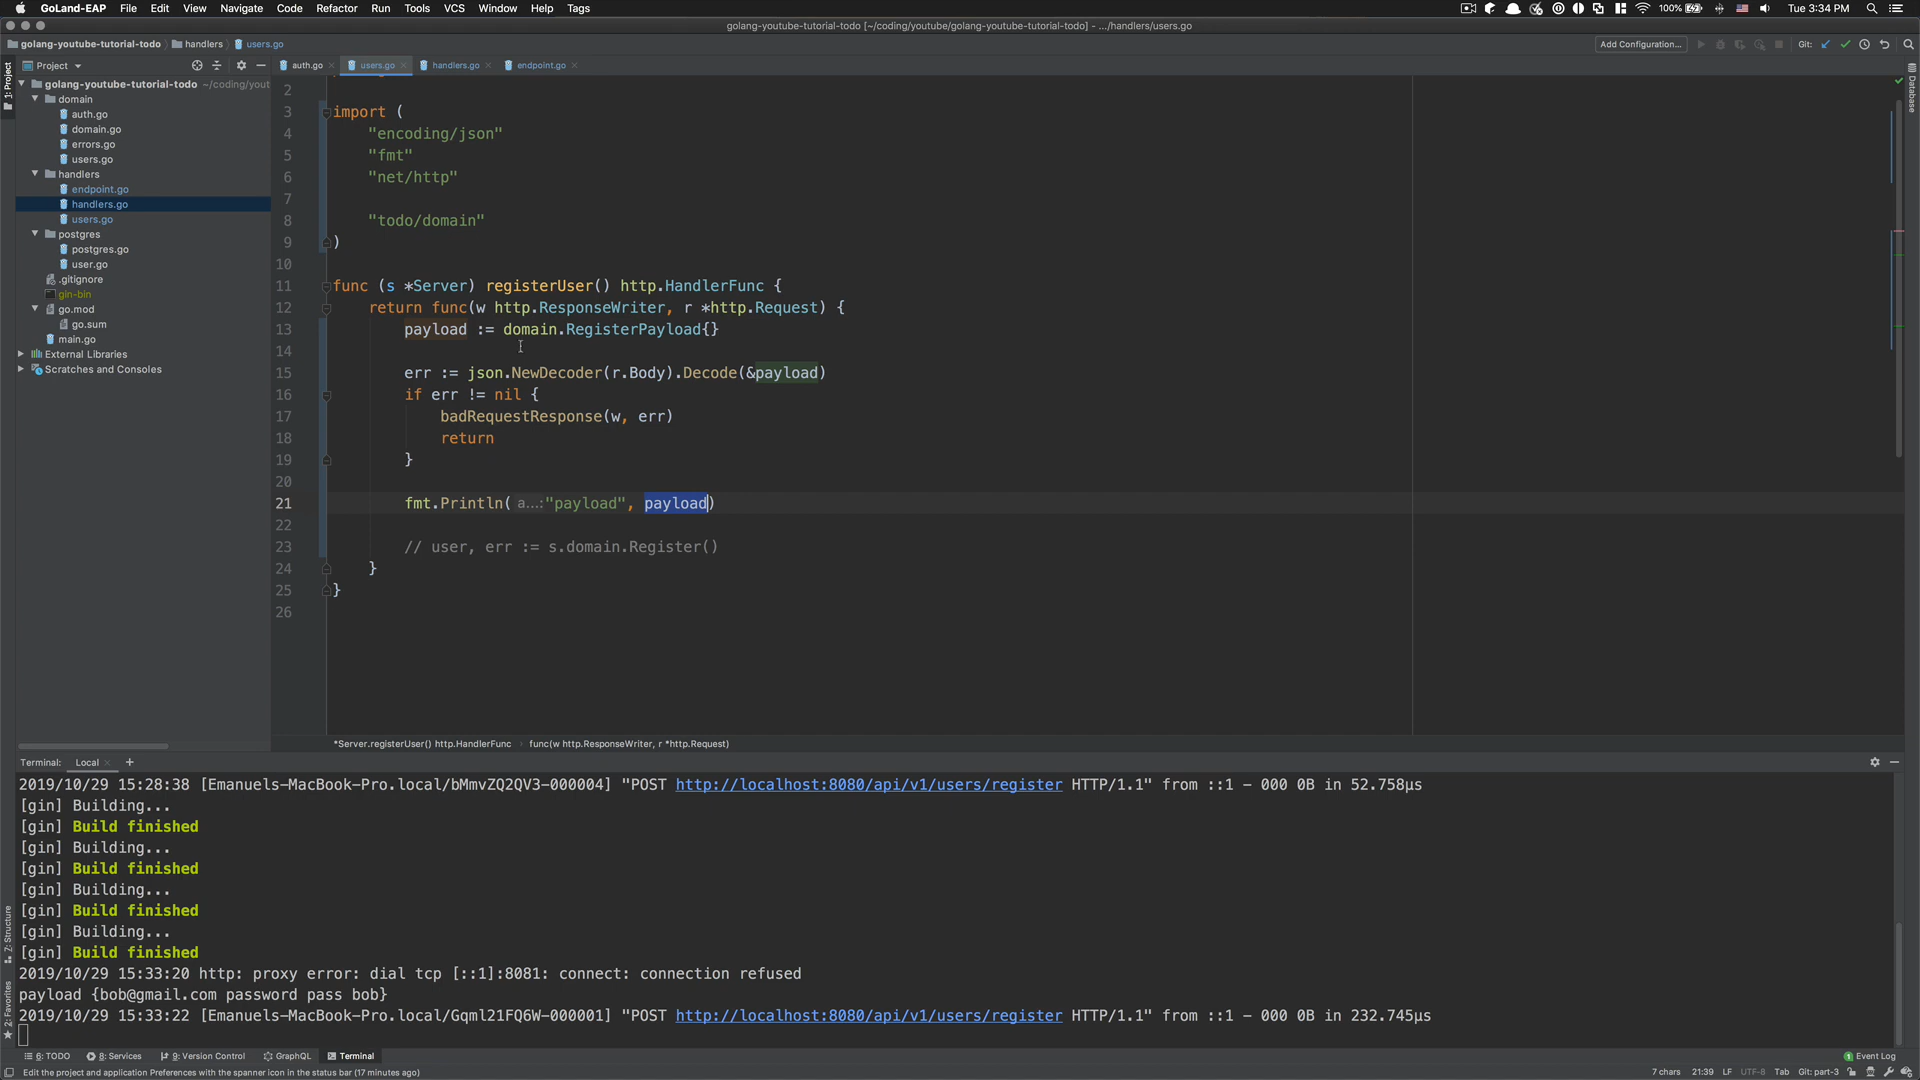 GoLand-EAP File Edit View Navigate Code Refactor Run Tools VCS Window Help Tags 100% Tue 3:34 PM
golang-youtube-tutorial-todo [~/coding/youtube/golang-youtube-tutorial-todo] - .../handlers/users.go
golang-youtube-tutorial-todo handlers users.go Add Configuration... Git:
Project auth.go users.go handlers.go endpoint.go
1: Project
Database
golang-youtube-tutorial-todo ~/coding/yout
domain
auth.go
domain.go
errors.go
users.go
handlers
endpoint.go
handlers.go
users.go
postgres
postgres.go
user.go
.gitignore
gin-bin
go.mod
go.sum
main.go
External Libraries
Scratches and Consoles
2
3 import (
4 "encoding/json"
5 "fmt"
6 "net/http"
7
8 "todo/domain"
9 )
10
11 func (s *Server) registerUser() http.HandlerFunc {
12 return func(w http.ResponseWriter, r *http.Request) {
13 payload := domain.RegisterPayload{}
14
15 err := json.NewDecoder(r.Body).Decode(&payload)
16 if err != nil {
17 badRequestResponse(w, err)
18 return
19 }
20
21 fmt.Println( a...: "payload", payload)
22
23 // user, err := s.domain.Register()
24 }
25 }
26
*Server.registerUser() http.HandlerFunc › func(w http.ResponseWriter, r *http.Request)
Terminal: Local +
2019/10/29 15:28:38 [Emanuels-MacBook-Pro.local/bMmvZQ2QV3-000004] "POST http://localhost:8080/api/v1/users/register HTTP/1.1" from ::1 - 000 0B in 52.758µs
[gin] Building...
[gin] Build finished
[gin] Building...
[gin] Build finished
[gin] Building...
[gin] Build finished
[gin] Building...
[gin] Build finished
2019/10/29 15:33:20 http: proxy error: dial tcp [::1]:8081: connect: connection refused
payload {bob@gmail.com password pass bob}
2019/10/29 15:33:22 [Emanuels-MacBook-Pro.local/Gqml21FQ6W-000001] "POST http://localhost:8080/api/v1/users/register HTTP/1.1" from ::1 - 000 0B in 232.745µs
Z: Structure
2: Favorites
6: TODO 8: Services 9: Version Control GraphQL Terminal 1 Event Log
Edit the project and application Preferences with the spanner icon in the status bar (17 minutes ago) 7 chars 21:39 LF UTF-8 Tab Git: part-3